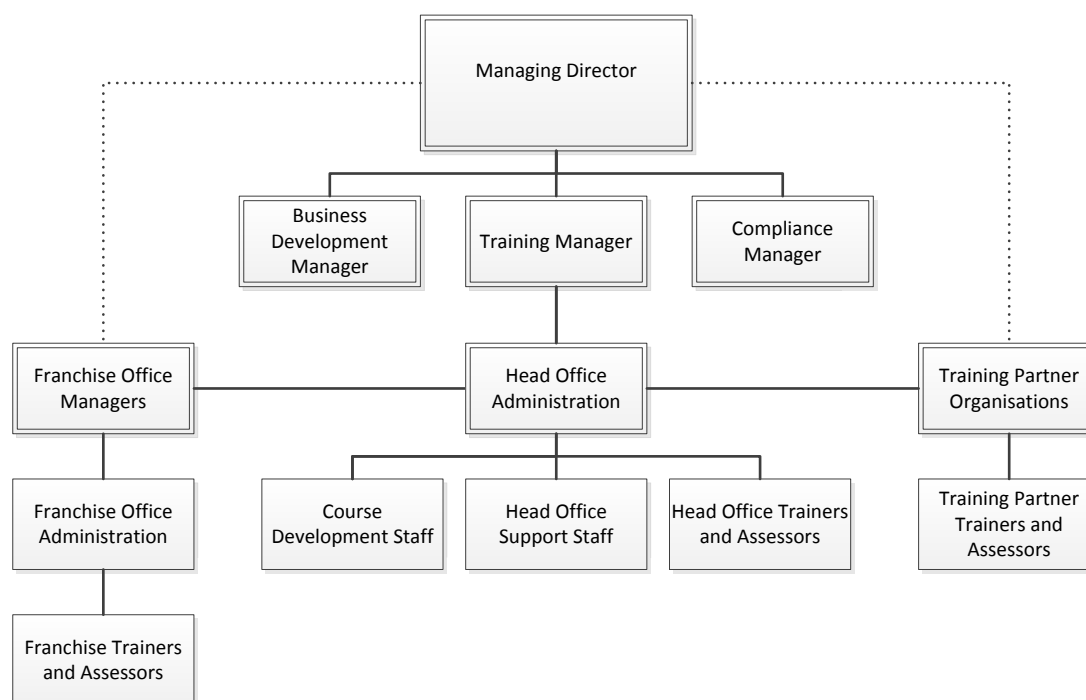 Managing Director
Business
Development
Manager
Training Manager
Compliance
Manager
Franchise Office
Managers
Head Office
Administration
Training Partner
Organisations
Franchise Office
Administration
Course
Development Staff
Head Office
Support Staff
Head Office Trainers
and Assessors
Training Partner
Trainers and
Assessors
Franchise Trainers
and Assessors